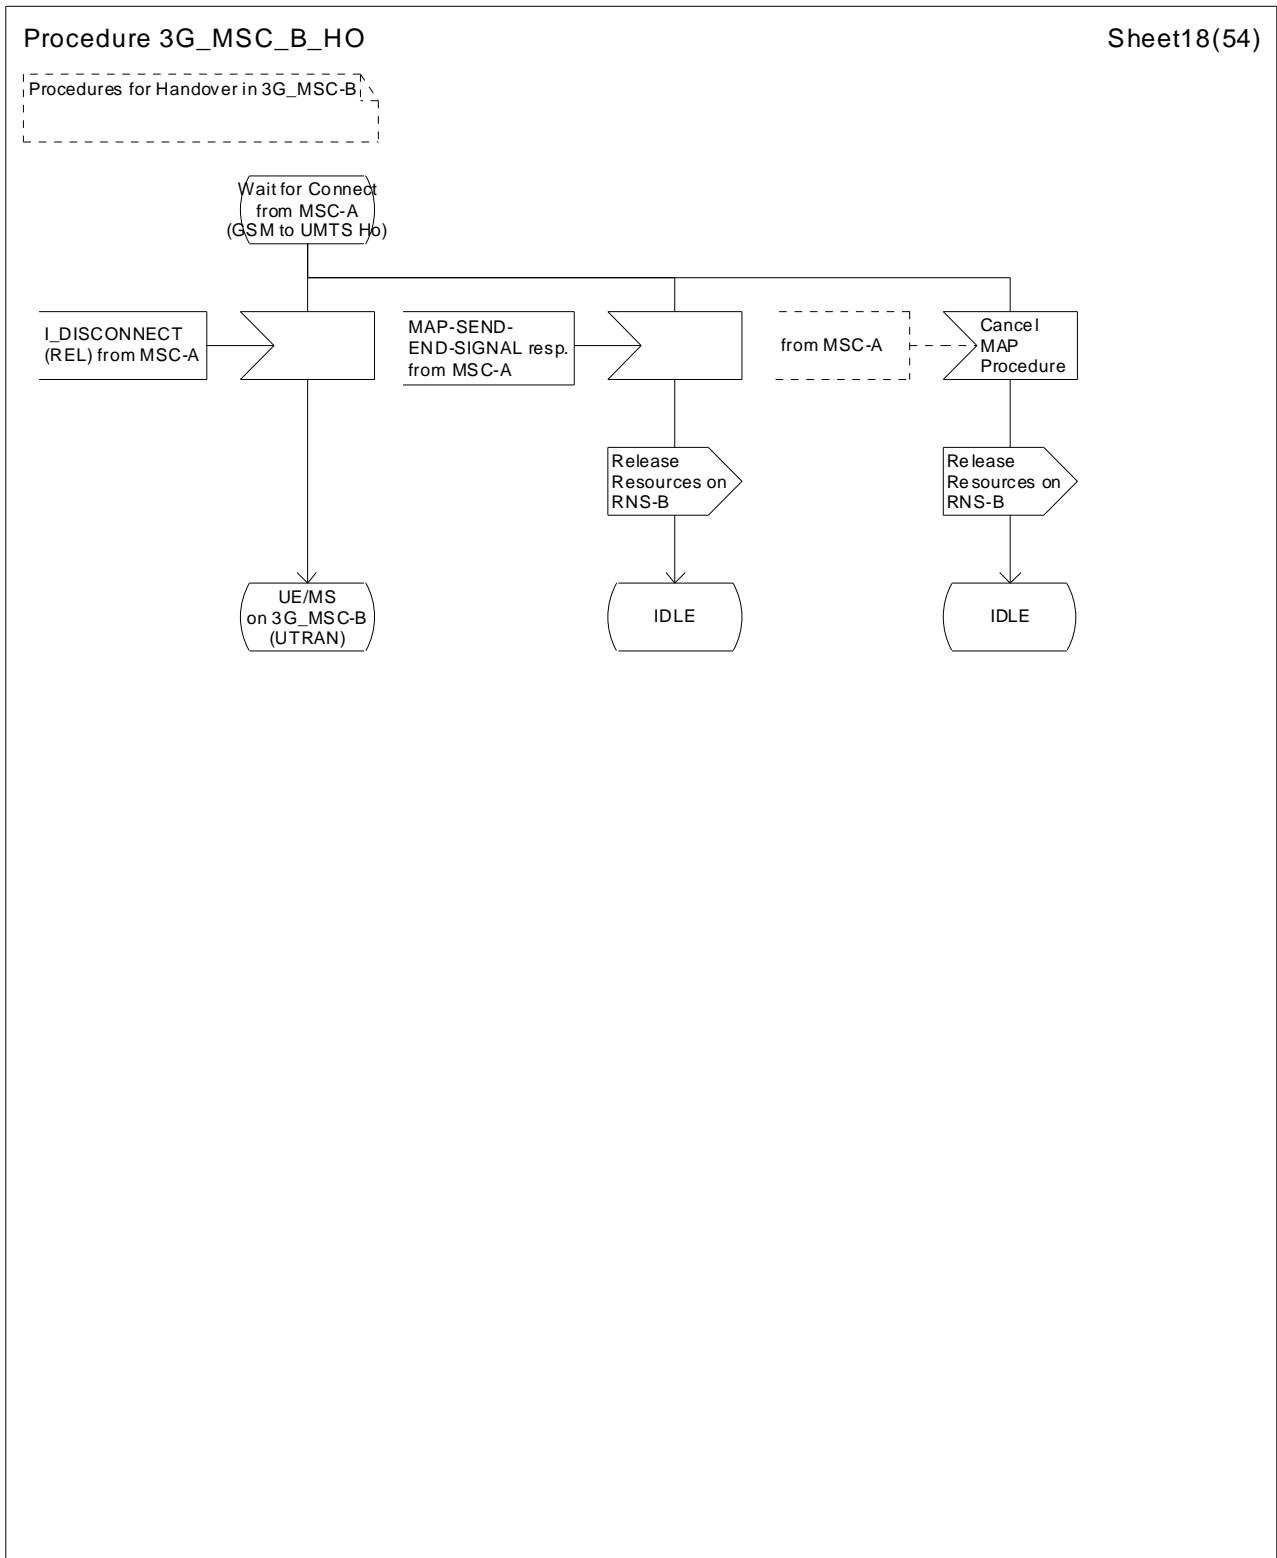 Procedure 3G_MSC_B_HO
Sheet18(54)
Procedures for Handover in 3G_MSC-B
Wait for Connect
from MSC-A
(GSM to UMTS Ho)
I_DISCONNECT
(REL) from MSC-A
MAP-SEND-
END-SIGNAL resp.
from MSC-A
from MSC-A
Cancel
MAP
Procedure
Release
Resources on
RNS-B
Release
Resources on
RNS-B
UE/MS
on 3G_MSC-B
(UTRAN)
IDLE
IDLE